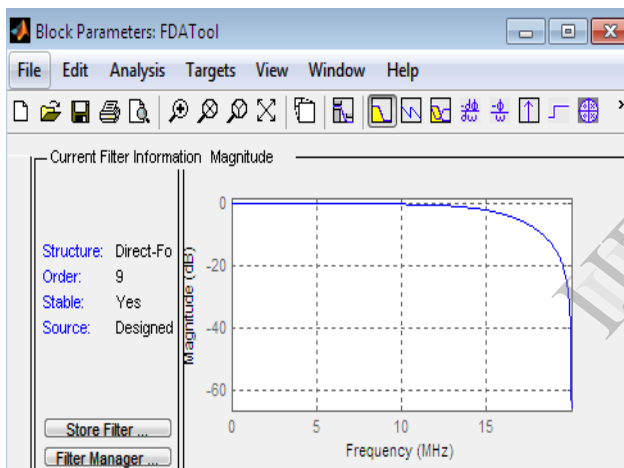 Block Parameters: FDATool
File Edit Analysis Targets View Window Help
Current Filter Information
Structure: Direct-Fo
Order: 9
Stable: Yes
Source: Designed
Store Filter ...
Filter Manager ...
Magnitude
Magnitude (dB)
0
-20
-40
-60
0 5 10 15
Frequency (MHz)